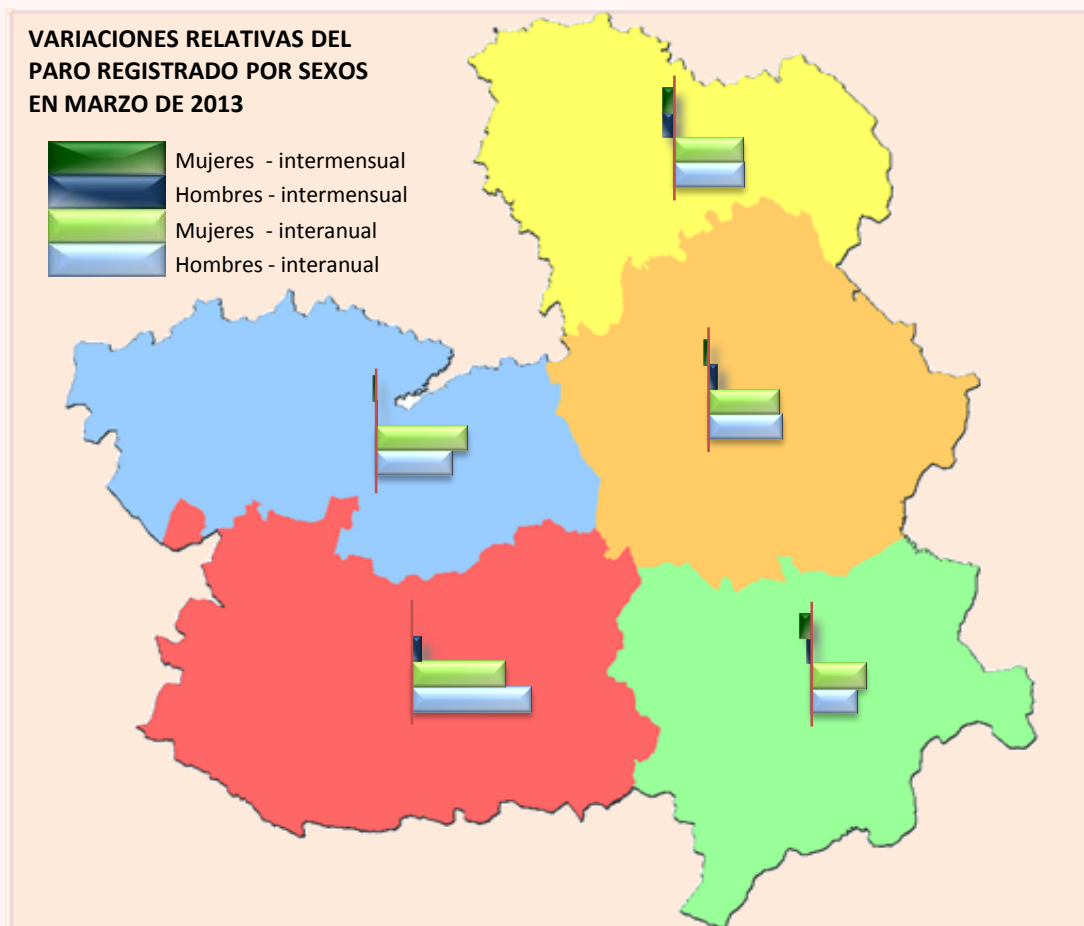 VARIACIONES RELATIVAS DEL
PARO REGISTRADO POR SEXOS
EN MARZO DE 2013
Mujeres - intermensual
Hombres - intermensual
Mujeres - interanual
Hombres - interanual